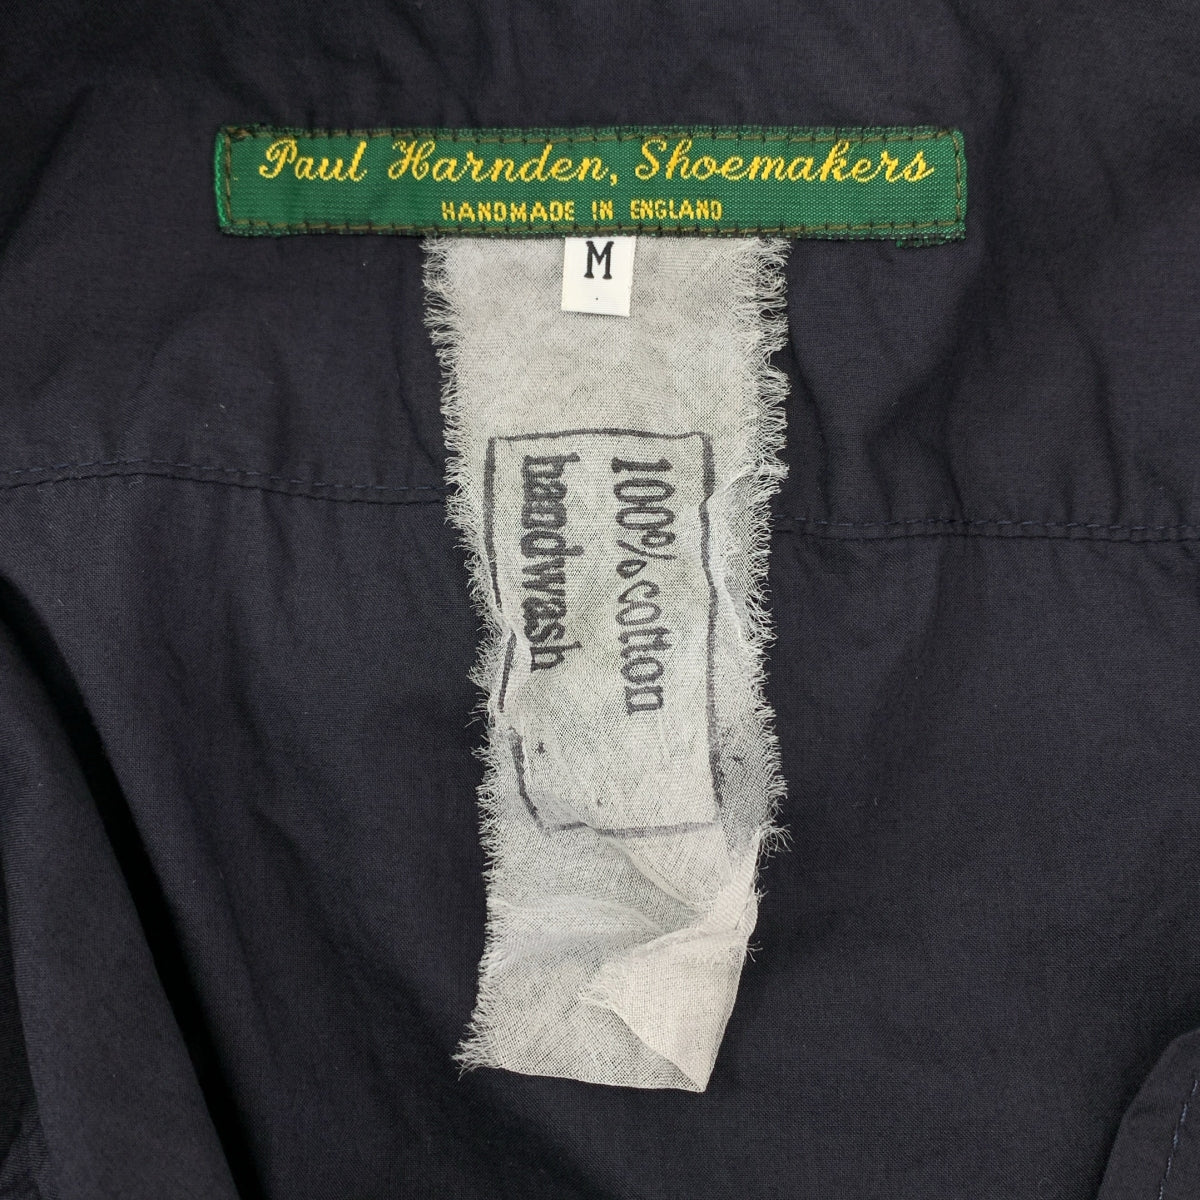 Paul Harnden, Shoemakers
HANDMADE IN ENGLAND
M
100%cotton
handwash